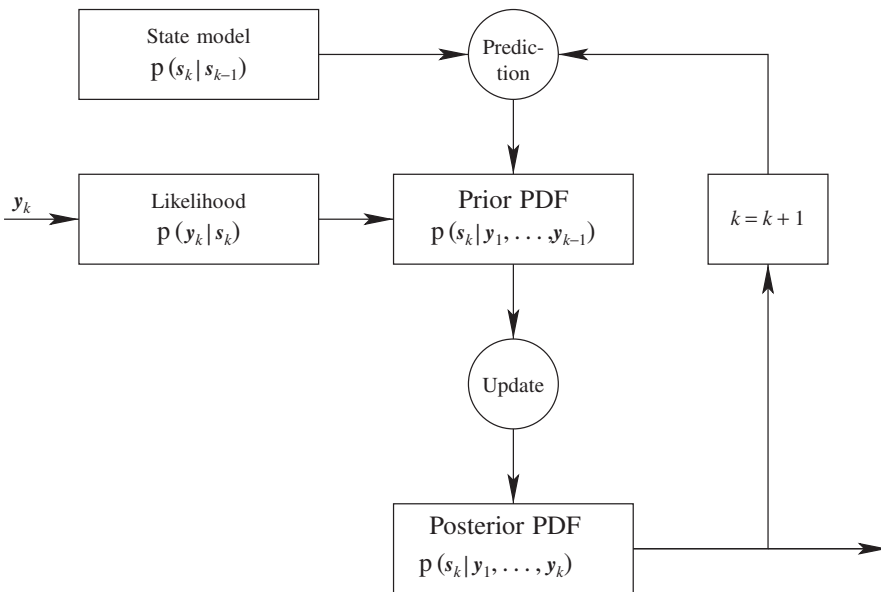 State model
p(s_k|s_{k–1})
Predic-
tion
y_k
Likelihood
p(y_k|s_k)
Prior PDF
p(s_k|y_1,...,y_{k–1})
k = k + 1
Update
Posterior PDF
p(s_k|y_1,...,y_k)